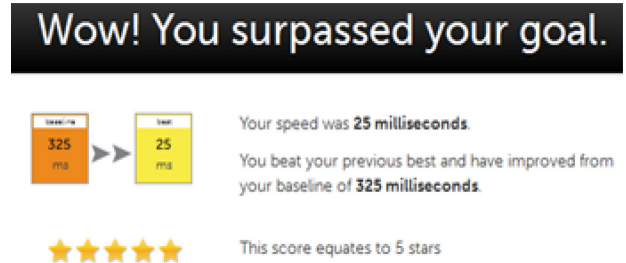 Wow! You surpassed your goal.
baseline
best
325
ms
25
ms
Your speed was 25 milliseconds.
You beat your previous best and have improved from
your baseline of 325 milliseconds.
This score equates to 5 stars